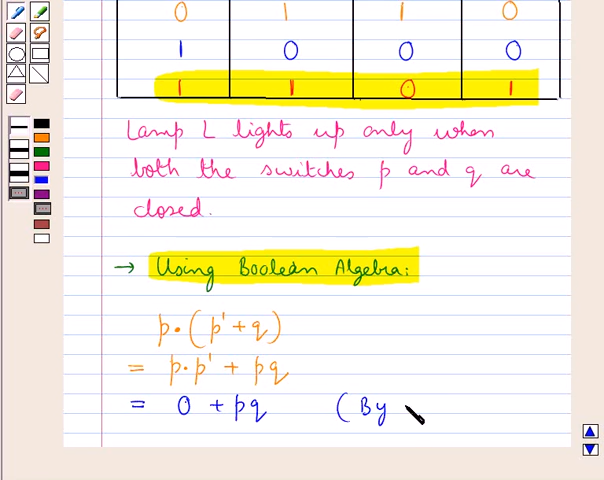 0 1 1 0
1 0 0 0
1 1 0 1
Lamp L lights up only when
both the switches p and q are
closed.
→ Using Boolean Algebra:
p·(p'+q)
= p·p' + pq
= 0 + pq (By